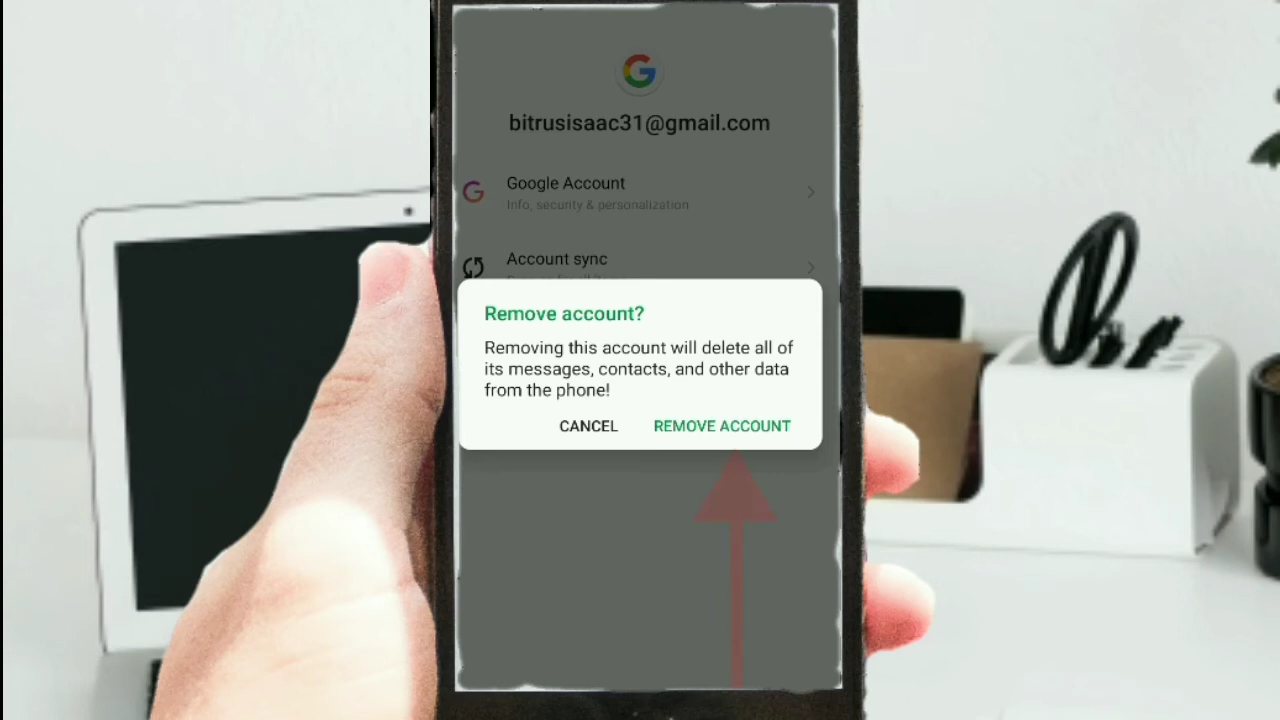 bitrusisaac31@gmail.com
Google Account
Info, security & personalization
Account sync
Remove account?
Removing this account will delete all of
its messages, contacts, and other data
from the phone!
CANCEL REMOVE ACCOUNT